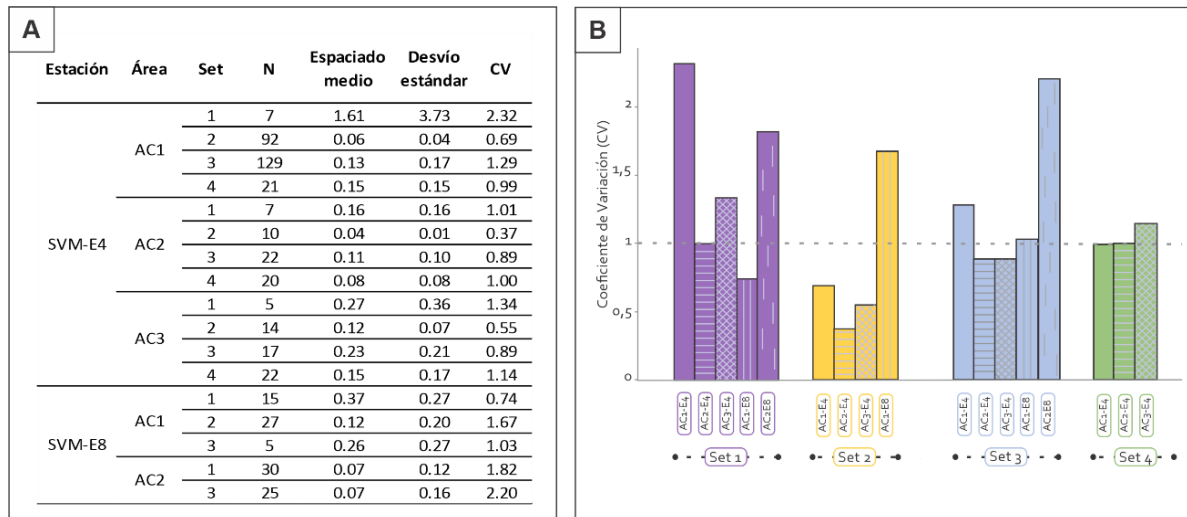 A
Estación Área Set N Espaciado medio Desvío estándar CV
SVM-E4 AC1 1 7 1.61 3.73 2.32
2 92 0.06 0.04 0.69
3 129 0.13 0.17 1.29
4 21 0.15 0.15 0.99
AC2 1 7 0.16 0.16 1.01
2 10 0.04 0.01 0.37
3 22 0.11 0.10 0.89
4 20 0.08 0.08 1.00
AC3 1 5 0.27 0.36 1.34
2 14 0.12 0.07 0.55
3 17 0.23 0.21 0.89
4 22 0.15 0.17 1.14
SVM-E8 AC1 1 15 0.37 0.27 0.74
2 27 0.12 0.20 1.67
3 5 0.26 0.27 1.03
AC2 1 30 0.07 0.12 1.82
3 25 0.07 0.16 2.20
B
Coeficiente de Variación (CV)
2
1,5
1
0,5
0
AC1-E4 AC2-E4 AC3-E4 AC1-E8 AC2E8
AC1-E4 AC2-E4 AC3-E4 AC1-E8
AC1-E4 AC2-E4 AC3-E4 AC1-E8 AC2E8
AC1-E4 AC2-E4 AC3-E4
Set 1 Set 2 Set 3 Set 4